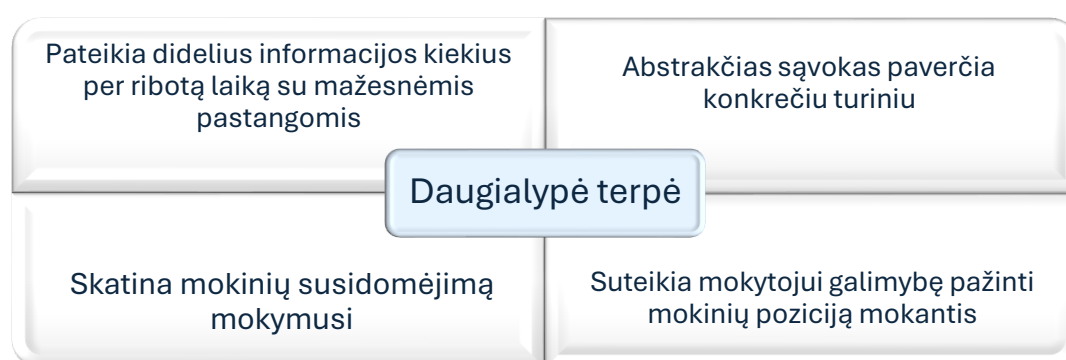 Pateikia didelius informacijos kiekius
per ribotą laiką su mažesnėmis
pastangomis
Abstrakčias sąvokas paverčia
konkrečiu turiniu
Daugialypė terpė
Skatina mokinių susidomėjimą
mokymusi
Suteikia mokytojui galimybę pažinti
mokinių poziciją mokantis